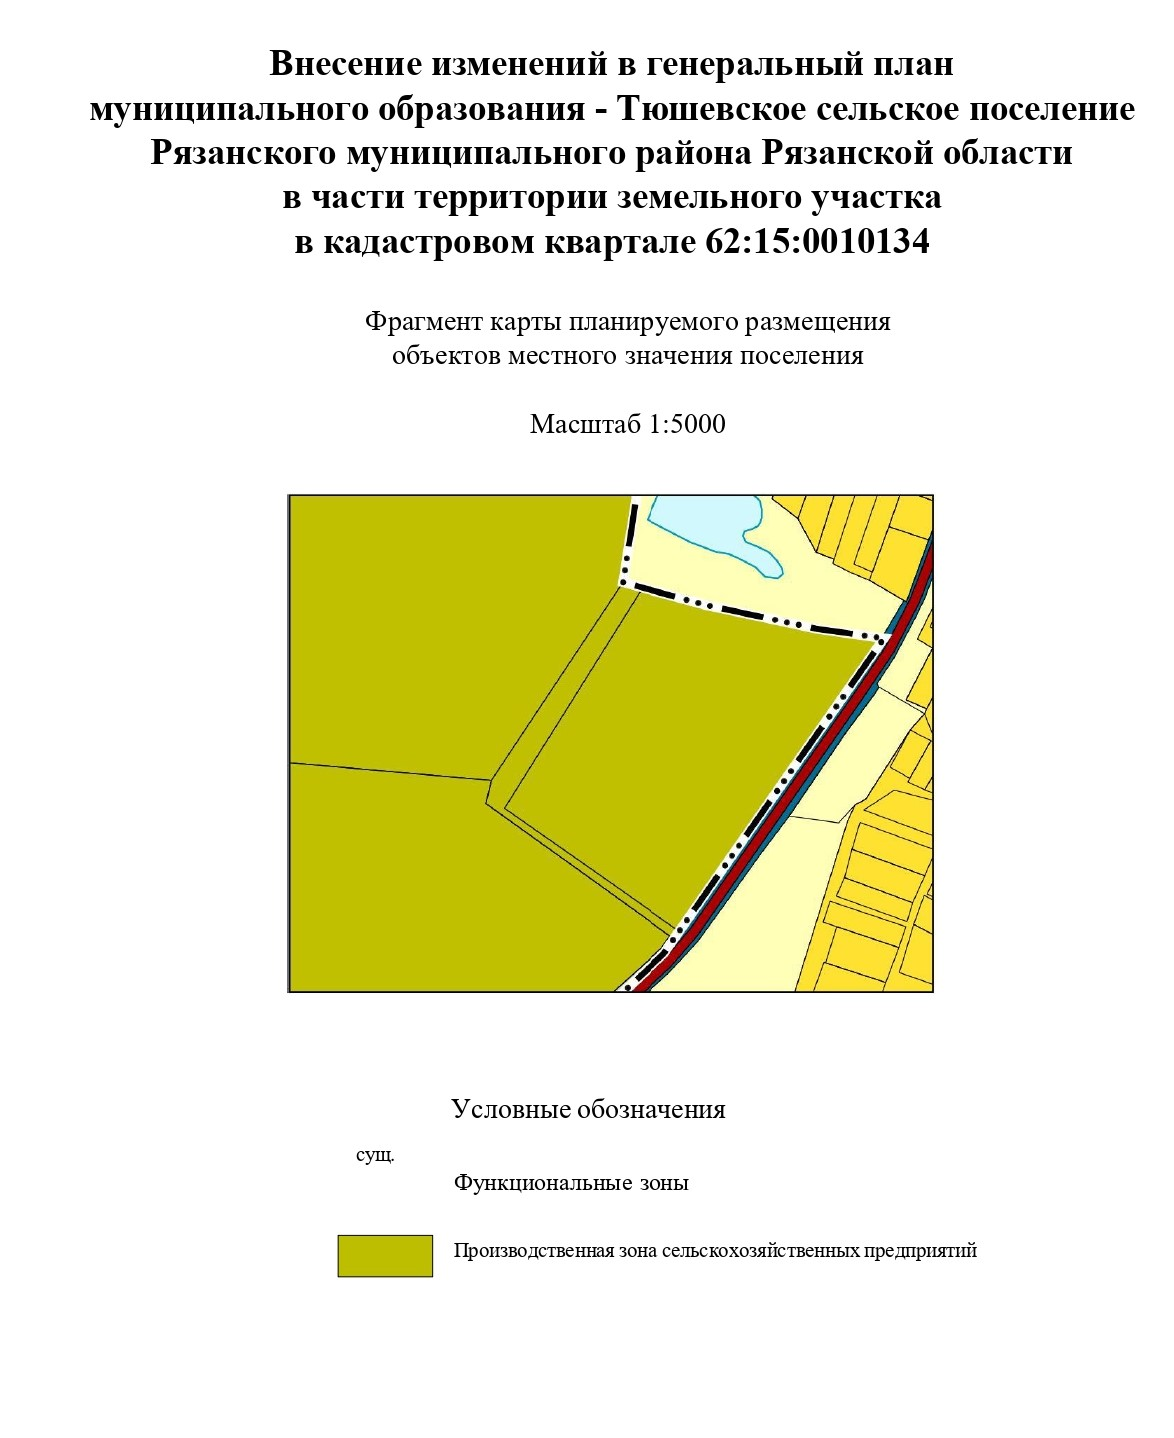 Внесение изменений в генеральный план
муниципального образования - Тюшевское сельское поселение
Рязанского муниципального района Рязанской области
в части территории земельного участка
в кадастровом квартале 62:15:0010134
Фрагмент карты планируемого размещения
объектов местного значения поселения
Масштаб 1:5000
Условные обозначения
сущ.
Функциональные зоны
Производственная зона сельскохозяйственных предприятий